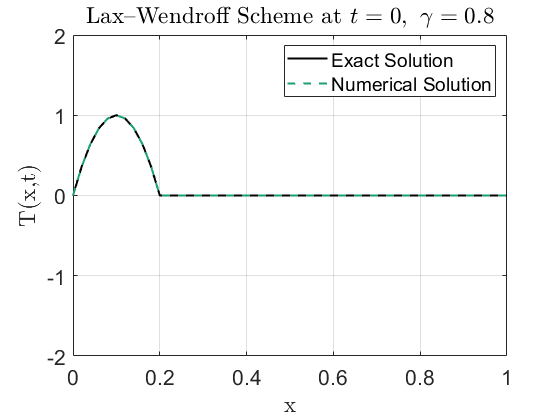 Lax–Wendroff Scheme at t = 0, γ = 0.8
2
Exact Solution
Numerical Solution
1
T(x,t)
0
-1
-2
0 0.2 0.4 0.6 0.8 1
x